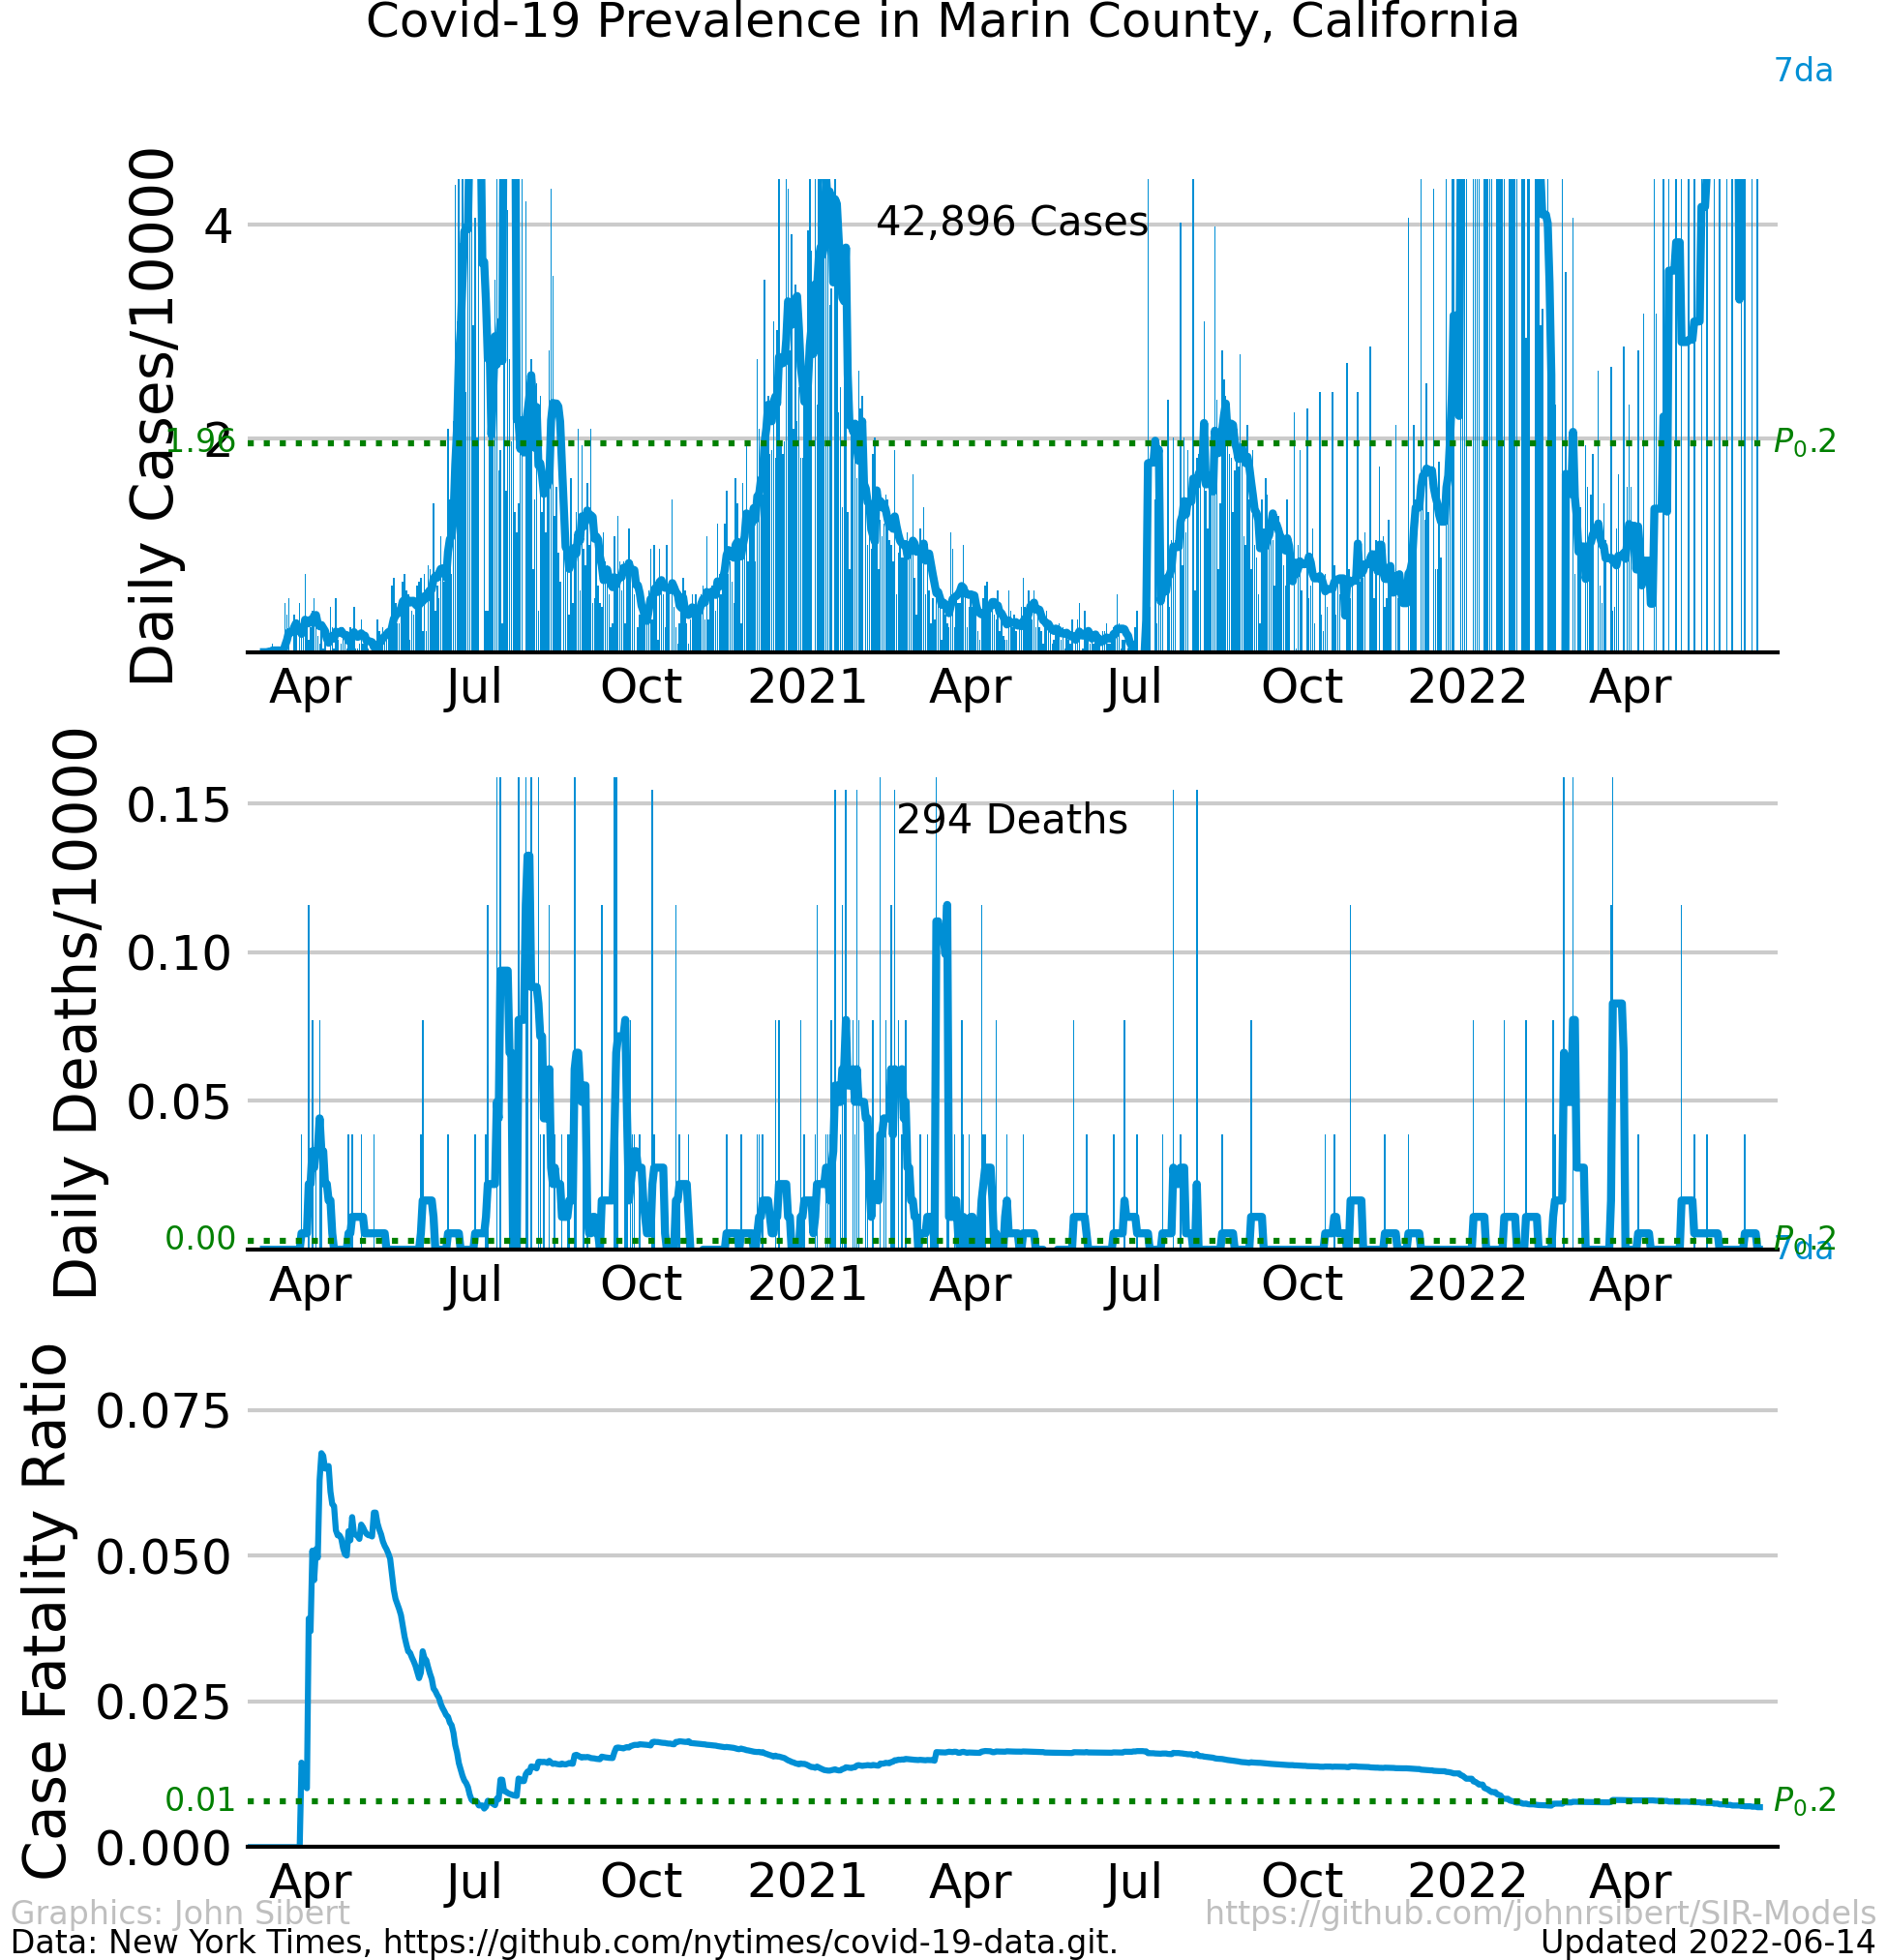 Covid-19 Prevalence in Marin County, California
7da
Daily Cases/10000
4
42,896 Cases
2
1.96
P₀.2
Apr Jul Oct 2021 Apr Jul Oct 2022 Apr
Daily Deaths/10000
0.15
294 Deaths
0.10
0.05
0.00
P₀.2
7da
Apr Jul Oct 2021 Apr Jul Oct 2022 Apr
Case Fatality Ratio
0.075
0.050
0.025
0.01
P₀.2
0.000
Apr Jul Oct 2021 Apr Jul Oct 2022 Apr
Graphics: John Sibert https://github.com/johnrsibert/SIR-Models
Data: New York Times, https://github.com/nytimes/covid-19-data.git. Updated 2022-06-14